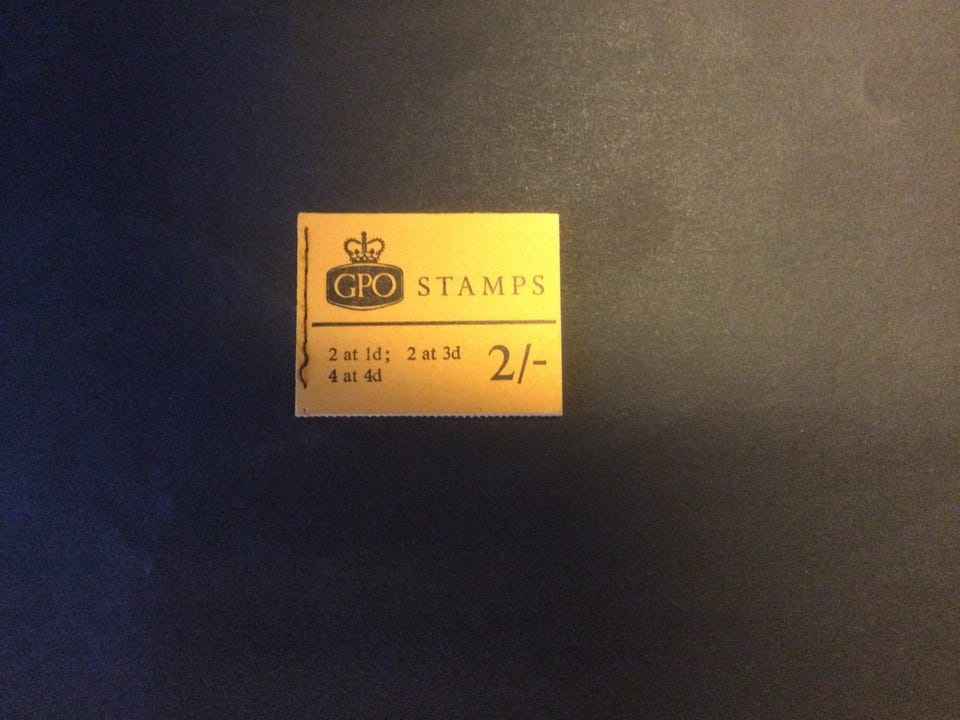 GPO STAMPS
2 at 1d; 2 at 3d
4 at 4d
2/-